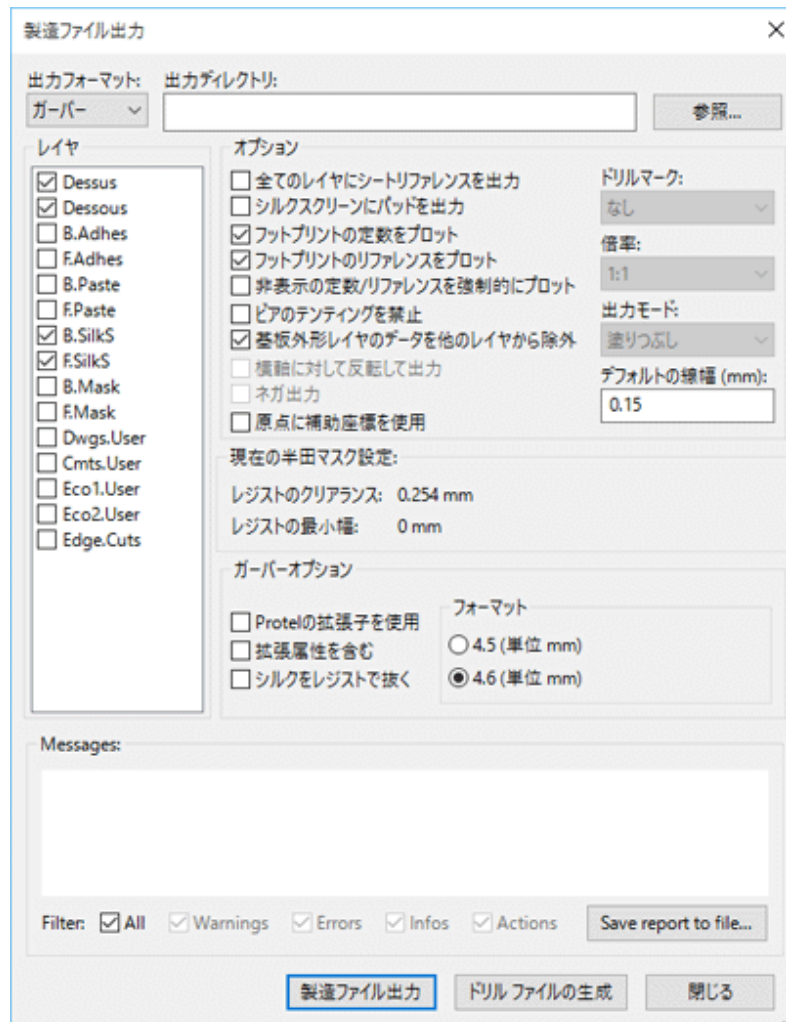 製造ファイル出力
出力フォーマット: 出力ディレクトリ:
ガーバー 参照...
レイヤ
Dessus
Dessous
B.Adhes
F.Adhes
B.Paste
F.Paste
B.SilkS
F.SilkS
B.Mask
F.Mask
Dwgs.User
Cmts.User
Eco1.User
Eco2.User
Edge.Cuts
オプション
全てのレイヤにシートリファレンスを出力
シルクスクリーンにパッドを出力
フットプリントの定数をプロット
フットプリントのリファレンスをプロット
非表示の定数/リファレンスを強制的にプロット
ビアのテンティングを禁止
基板外形レイヤのデータを他のレイヤから除外
横軸に対して反転して出力
ネガ出力
原点に補助座標を使用
ドリルマーク:
なし
倍率:
1:1
出力モード:
塗りつぶし
デフォルトの線幅 (mm):
0.15
現在の半田マスク設定:
レジストのクリアランス: 0.254 mm
レジストの最小幅: 0 mm
ガーバーオプション
Protelの拡張子を使用
拡張属性を含む
シルクをレジストで抜く
フォーマット
4.5 (単位 mm)
4.6 (単位 mm)
Messages:
Filter: All Warnings Errors Infos Actions Save report to file...
製造ファイル出力 ドリル ファイルの生成 閉じる